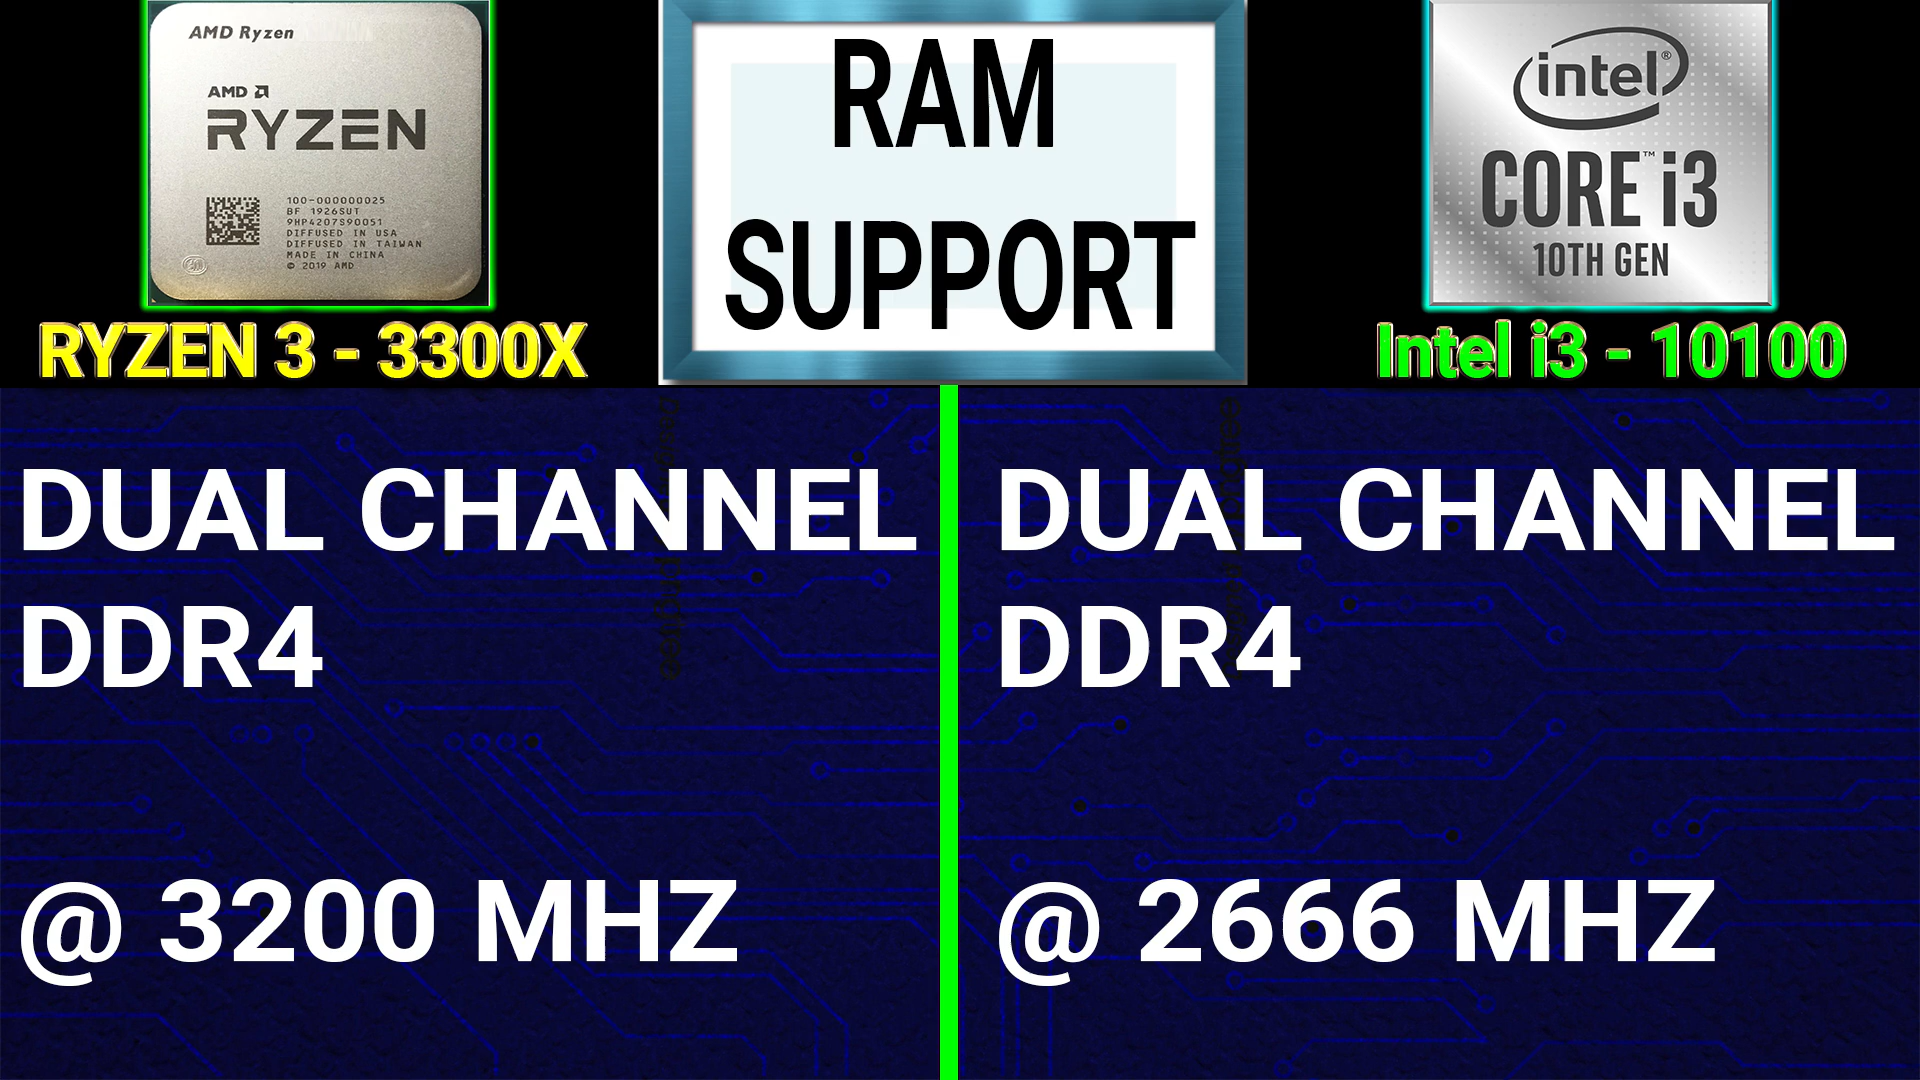 AMD Ryzen
AMD
RYZEN
100-000000025
BF 1926SUT
9HP4207S90051
DIFFUSED IN USA
DIFFUSED IN TAIWAN
MADE IN CHINA
© 2019 AMD
RYZEN 3 - 3300X
RAM
SUPPORT
intel®
CORE™ i3
10TH GEN
Intel i3 - 10100
DUAL CHANNEL
DDR4
@ 3200 MHZ
DUAL CHANNEL
DDR4
@ 2666 MHZ